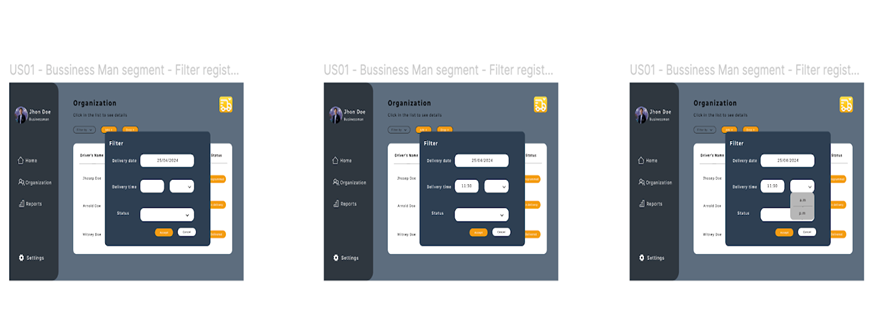 US01 - Bussiness Man segment - Filter regist...
Jhon Doe
Businessman
Home
Organization
Reports
Settings
Organization
Click in the list to see details
Filter
Delivery date
25/04/2024
Delivery time
Status
Driver's Name
Status
Jhosep Doe
Arnold Doe
Witney Doe
US01 - Bussiness Man segment - Filter regist...
Jhon Doe
Businessman
Home
Organization
Reports
Settings
Organization
Click in the list to see details
Filter
Delivery date
25/04/2024
Delivery time
11:50
Status
Driver's Name
Status
Jhosep Doe
Arnold Doe
Witney Doe
US01 - Bussiness Man segment - Filter regist...
Jhon Doe
Businessman
Home
Organization
Reports
Settings
Organization
Click in the list to see details
Filter
Delivery date
25/04/2024
Delivery time
11:50
a.m
p.m
Status
Driver's Name
Status
Jhosep Doe
Arnold Doe
Witney Doe